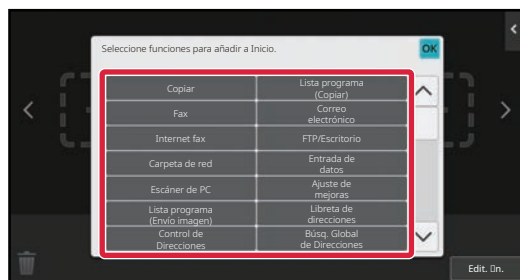 Seleccione funciones para añadir a Inicio.
OK
Copiar
Lista programa
(Copiar)
Fax
Correo
electrónico
Internet fax
FTP/Escritorio
Carpeta de red
Entrada de
datos
Escáner de PC
Ajuste de
mejoras
Lista programa
(Envío imagen)
Libreta de
direcciones
Control de
Direcciones
Búsq. Global
de Direcciones
Edit. n.